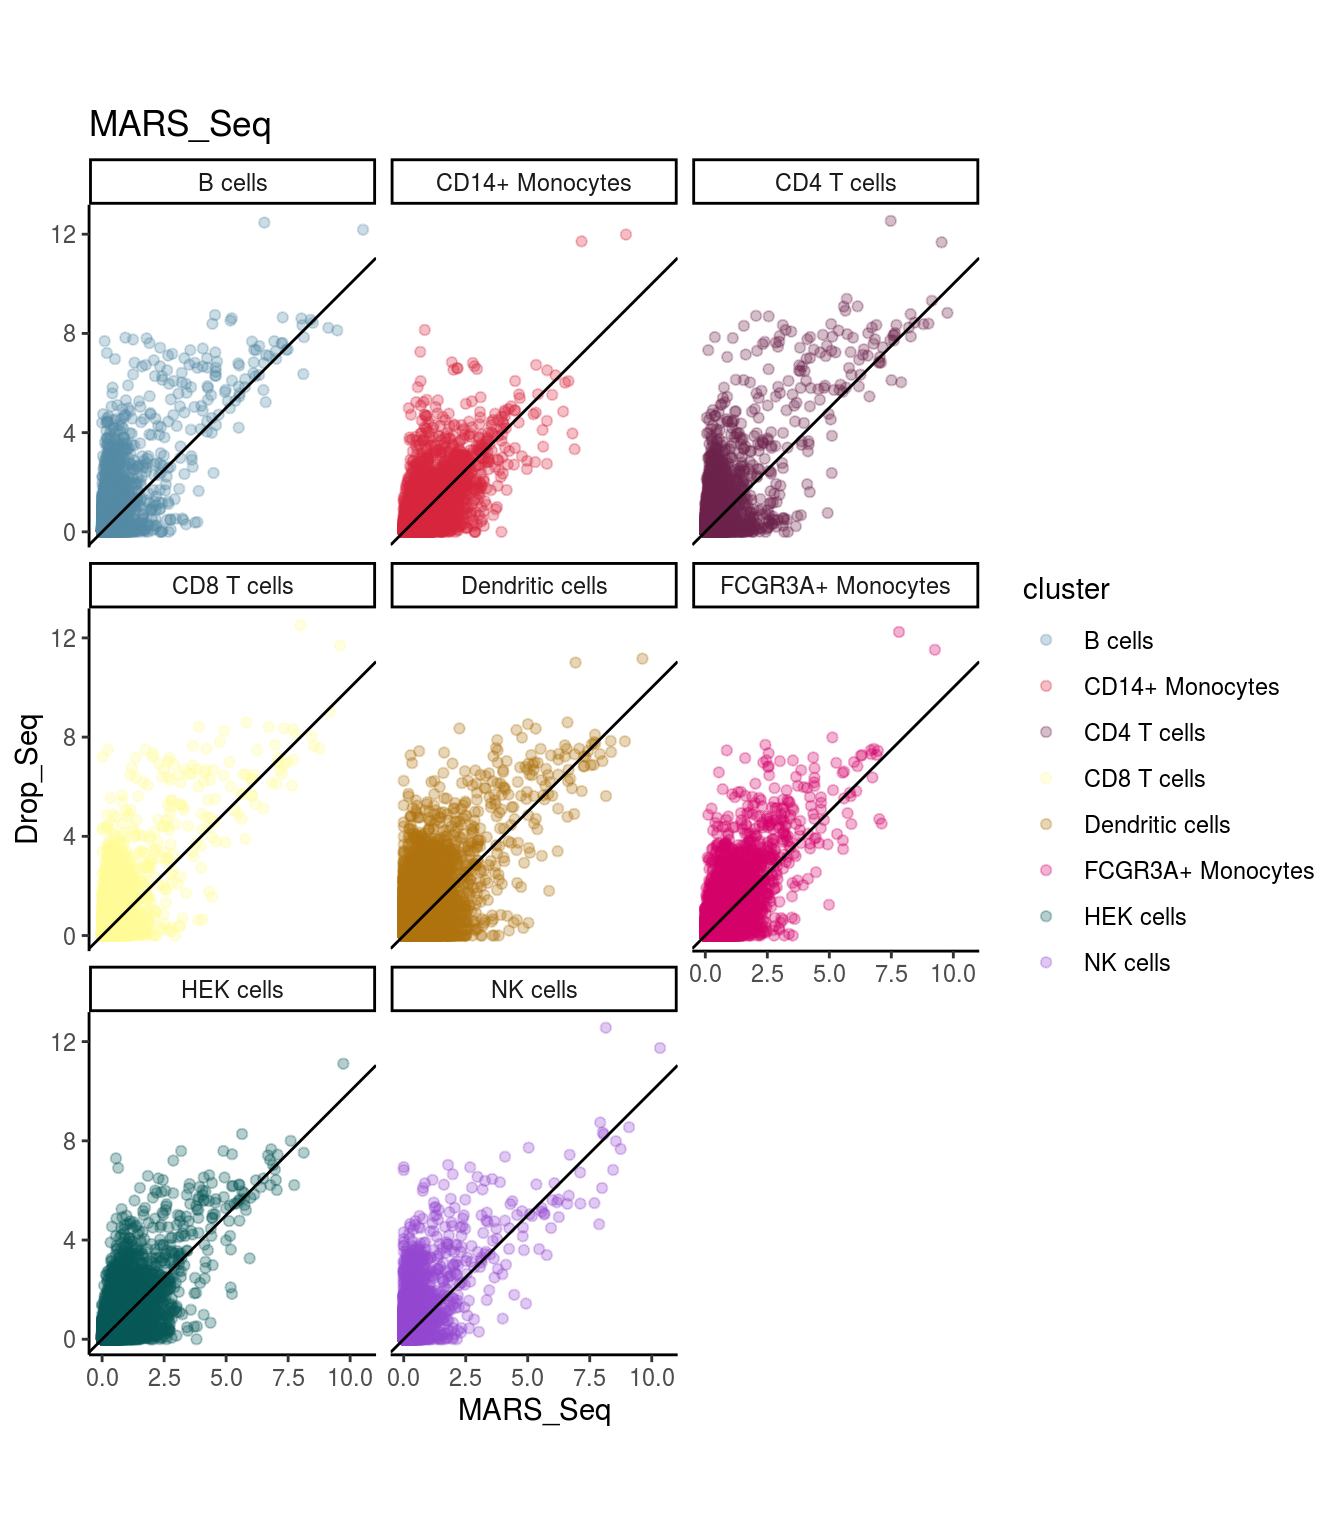 MARS_Seq
B cells
CD14+ Monocytes
CD4 T cells
12
8
4
0
CD8 T cells
Dendritic cells
FCGR3A+ Monocytes
12
8
4
0
0.0 2.5 5.0 7.5 10.0
HEK cells
NK cells
12
8
4
0
0.0 2.5 5.0 7.5 10.0
0.0 2.5 5.0 7.5 10.0
MARS_Seq
Drop_Seq
cluster
B cells
CD14+ Monocytes
CD4 T cells
CD8 T cells
Dendritic cells
FCGR3A+ Monocytes
HEK cells
NK cells